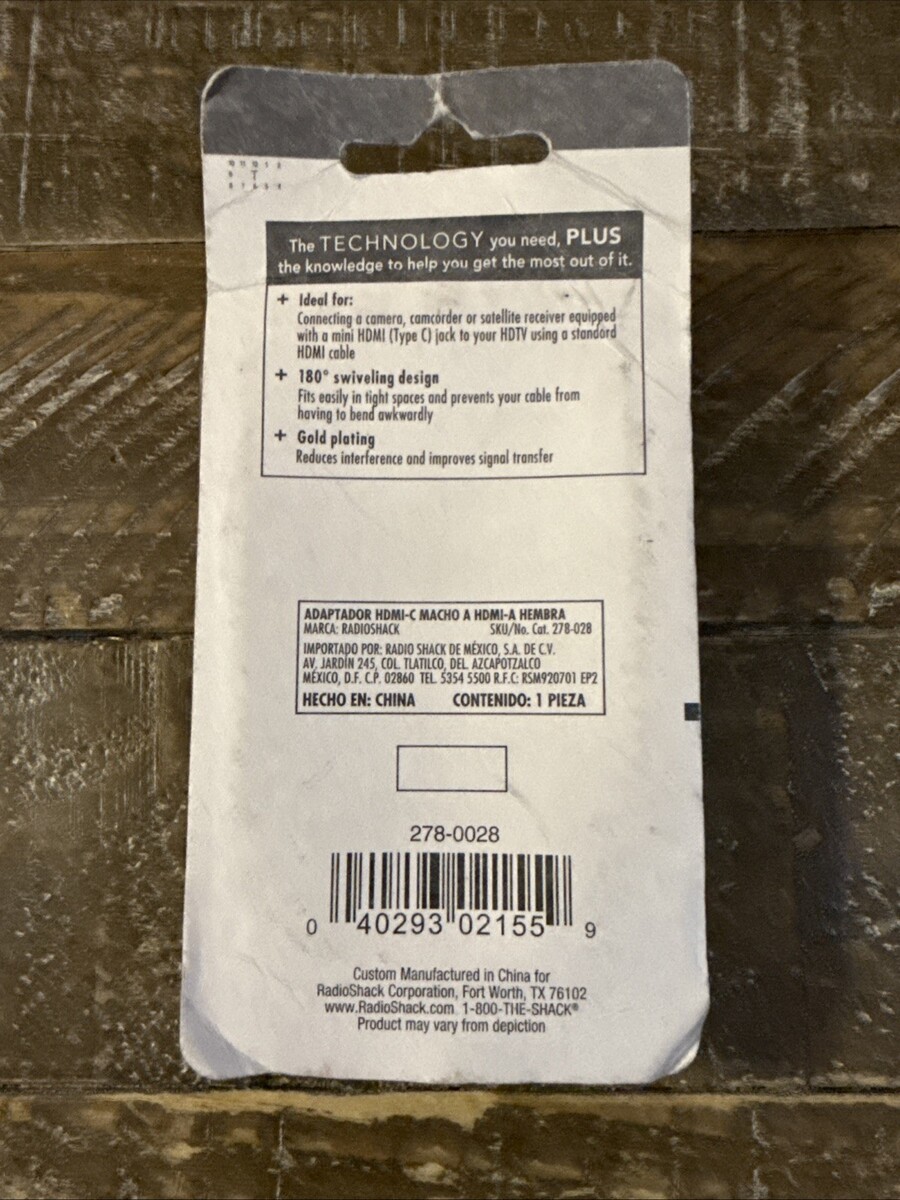 The TECHNOLOGY you need, PLUS
the knowledge to help you get the most out of it.
+ Ideal for:
Connecting a camera, camcorder or satellite receiver equipped
with a mini HDMI (Type C) jack to your HDTV using a standard
HDMI cable
+ 180° swiveling design
Fits easily in tight spaces and prevents your cable from
having to bend awkwardly
+ Gold plating
Reduces interference and improves signal transfer
ADAPTADOR HDMI-C MACHO A HDMI-A HEMBRA
MARCA: RADIOSHACK SKU/No. Cat. 278-028
IMPORTADO POR: RADIO SHACK DE MÉXICO, S.A. DE C.V.
AV. JARDÍN 245, COL. TLATILCO, DEL. AZCAPOTZALCO
MÉXICO, D.F. C.P. 02860 TEL. 5354 5500 R.F.C: RSM920701 EP2
HECHO EN: CHINA CONTENIDO: 1 PIEZA
278-0028
0 40293 02155 9
Custom Manufactured in China for
RadioShack Corporation, Fort Worth, TX 76102
www.RadioShack.com 1-800-THE-SHACK®
Product may vary from depiction